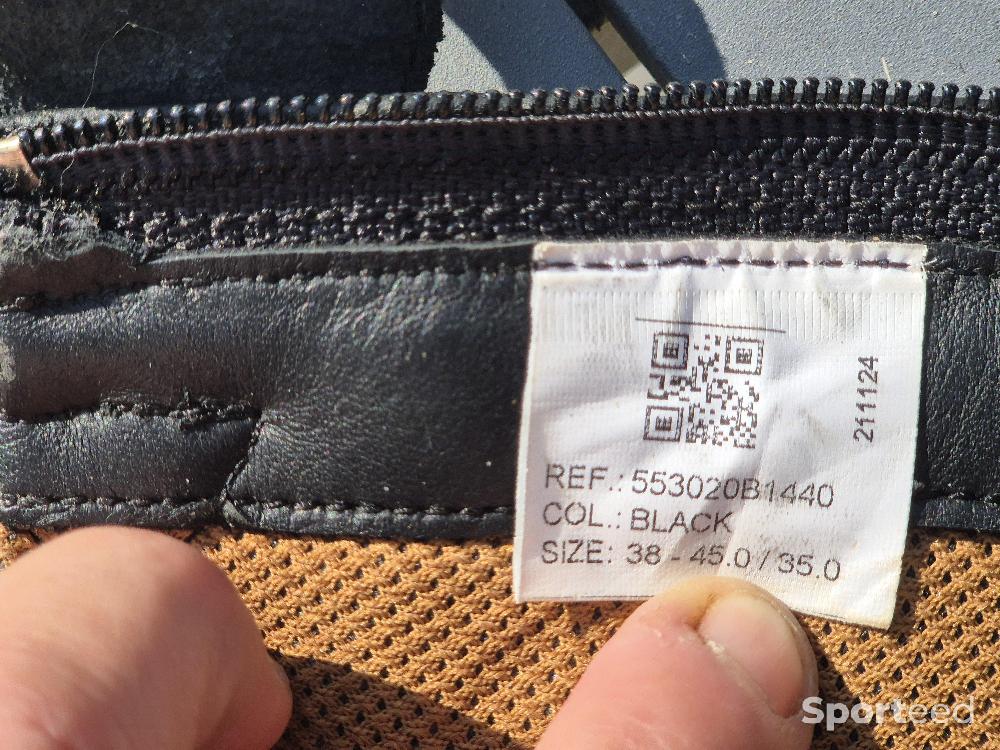 211124
REF.: 553020B1440
COL.: BLACK
SIZE: 38 - 45.0 / 35.0
Sporteed